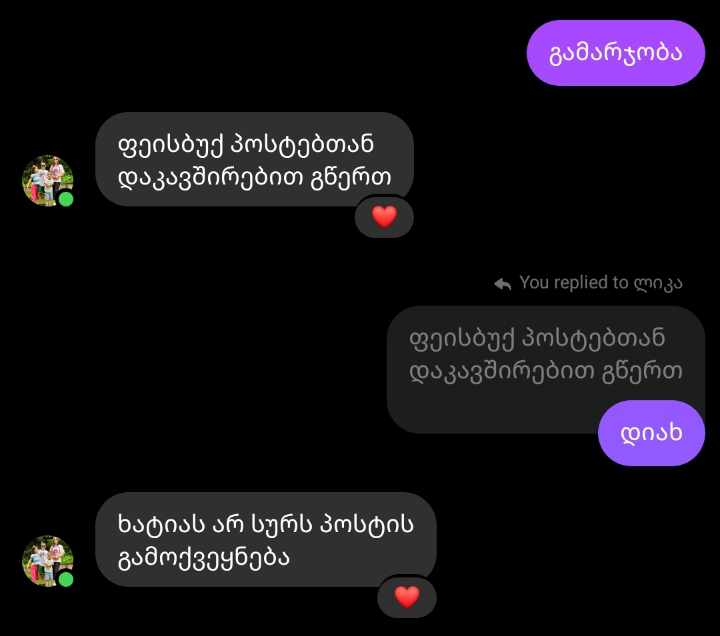 გამარჯობა
ფეისბუქ პოსტებთან
დაკავშირებით გწერთ
You replied to ლიკა
ფეისბუქ პოსტებთან
დაკავშირებით გწერთ
დიახ
ხატიას არ სურს პოსტის
გამოქვეყნება